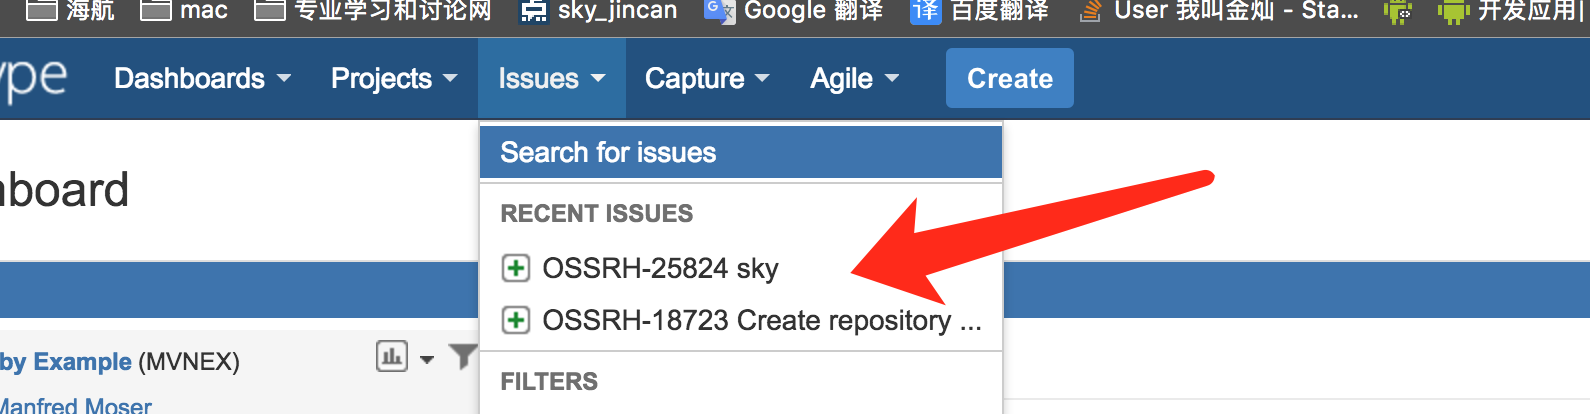 海航 mac 专业学习和讨论网 sky_jincan Google 翻译 百度翻译 User 我叫金灿 - Sta... 开发应用|
ype Dashboards Projects Issues Capture Agile Create
Search for issues
board
RECENT ISSUES
OSSRH-25824 sky
OSSRH-18723 Create repository ...
by Example (MVNEX)
FILTERS
Manfred Moser